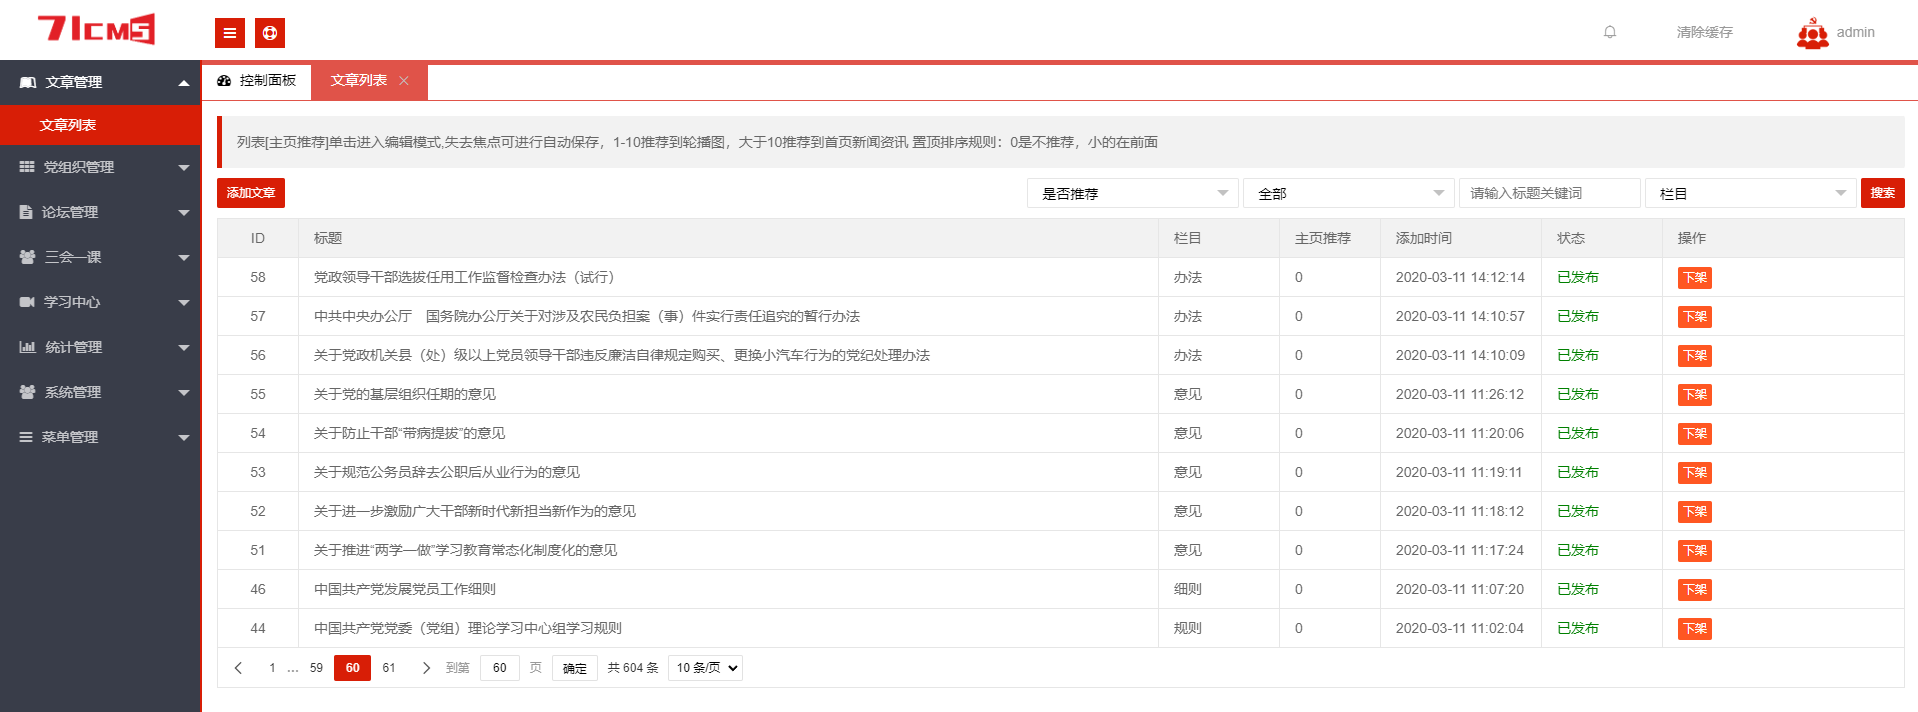 71CMS
清除缓存
admin
文章管理
文章列表
党组织管理
论坛管理
三会一课
学习中心
统计管理
系统管理
菜单管理
控制面板 文章列表
列表[主页推荐]单击进入编辑模式,失去焦点可进行自动保存，1-10推荐到轮播图，大于10推荐到首页新闻资讯 置顶排序规则：0是不推荐，小的在前面
添加文章 是否推荐 全部 请输入标题关键词 栏目 搜索
ID 标题 栏目 主页推荐 添加时间 状态 操作
58 党政领导干部选拔任用工作监督检查办法（试行） 办法 0 2020-03-11 14:12:14 已发布 下架
57 中共中央办公厅　国务院办公厅关于对涉及农民负担案（事）件实行责任追究的暂行办法 办法 0 2020-03-11 14:10:57 已发布 下架
56 关于党政机关县（处）级以上党员领导干部违反廉洁自律规定购买、更换小汽车行为的党纪处理办法 办法 0 2020-03-11 14:10:09 已发布 下架
55 关于党的基层组织任期的意见 意见 0 2020-03-11 11:26:12 已发布 下架
54 关于防止干部“带病提拔”的意见 意见 0 2020-03-11 11:20:06 已发布 下架
53 关于规范公务员辞去公职后从业行为的意见 意见 0 2020-03-11 11:19:11 已发布 下架
52 关于进一步激励广大干部新时代新担当新作为的意见 意见 0 2020-03-11 11:18:12 已发布 下架
51 关于推进“两学一做”学习教育常态化制度化的意见 意见 0 2020-03-11 11:17:24 已发布 下架
46 中国共产党发展党员工作细则 细则 0 2020-03-11 11:07:20 已发布 下架
44 中国共产党党委（党组）理论学习中心组学习规则 规则 0 2020-03-11 11:02:04 已发布 下架
1 … 59 60 61 到第 60 页 确定 共 604 条 10 条/页